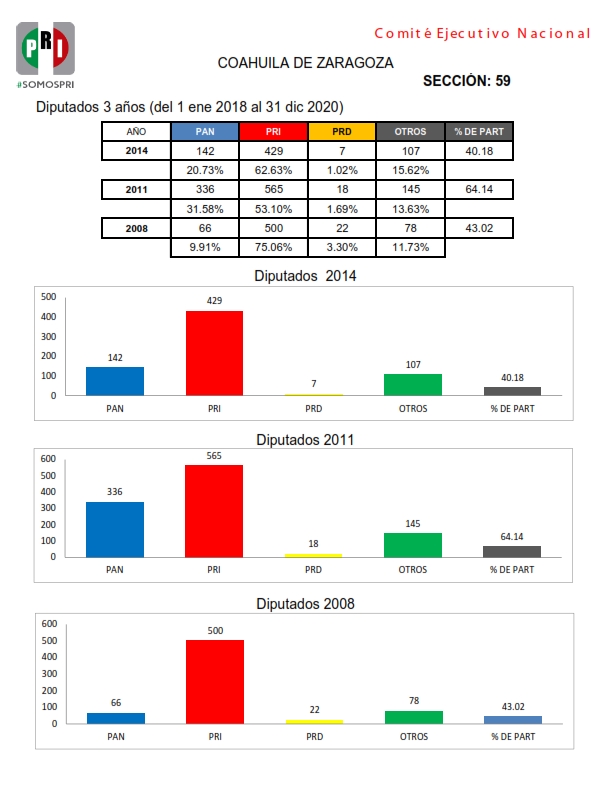 Comité Ejecutivo Nacional
PRI
#SOMOSPRI
COAHUILA DE ZARAGOZA
SECCIÓN: 59
Diputados 3 años (del 1 ene 2018 al 31 dic 2020)
AÑO PAN PRI PRD OTROS % DE PART
2014 142 429 7 107 40.18
20.73% 62.63% 1.02% 15.62%
2011 336 565 18 145 64.14
31.58% 53.10% 1.69% 13.63%
2008 66 500 22 78 43.02
9.91% 75.06% 3.30% 11.73%
Diputados 2014
500
400
300
200
100
0
142 429 7 107 40.18
PAN PRI PRD OTROS % DE PART
Diputados 2011
600
500
400
300
200
100
0
336 565 18 145 64.14
PAN PRI PRD OTROS % DE PART
Diputados 2008
600
500
400
300
200
100
0
66 500 22 78 43.02
PAN PRI PRD OTROS % DE PART